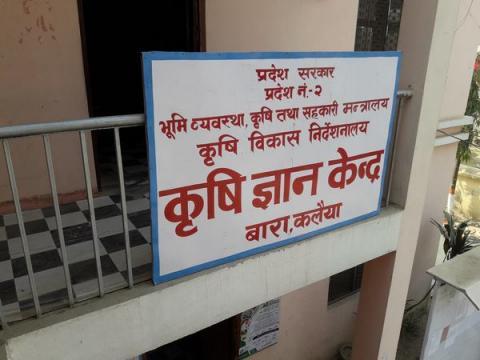 प्रदेश सरकार
प्रदेश नं.-२
भूमि व्यवस्था, कृषि तथा सहकारी मन्त्रालय
कृषि विकास निर्देशनालय
कृषि ज्ञान केन्द्र
बारा,कलैया